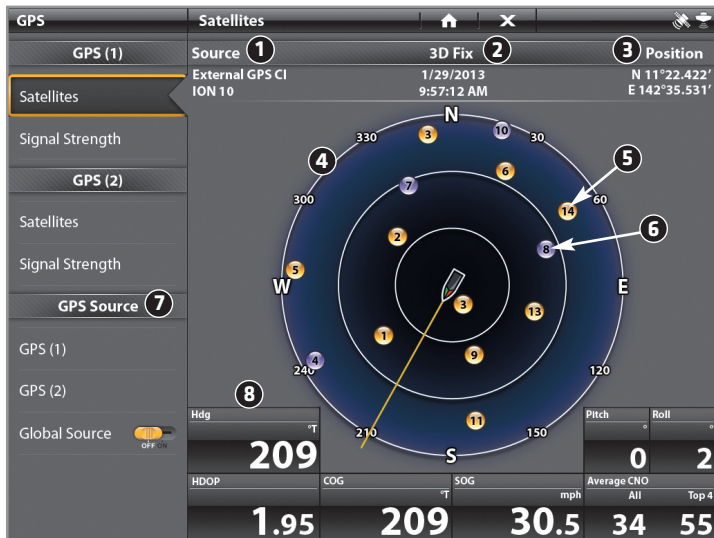 GPS
Satellites
X
GPS (1)
Satellites
Signal Strength
GPS (2)
Satellites
Signal Strength
GPS Source 7
GPS (1)
GPS (2)
Global Source
OFF ON
Source 1
3D Fix 2
3 Position
External GPS CI
ION 10
1/29/2013
9:57:12 AM
N 11°22.422'
E 142°35.531'
N
330
3
10
30
4
5
6
7
300
14
60
6
2
8
5
W
E
3
13
1
9
4
240
120
8
11
210
150
S
Hdg
°T
209
Pitch
°
0
Roll
°
2
HDOP
1.95
COG
°T
209
SOG
mph
30.5
Average CNO
All
Top 4
34
55